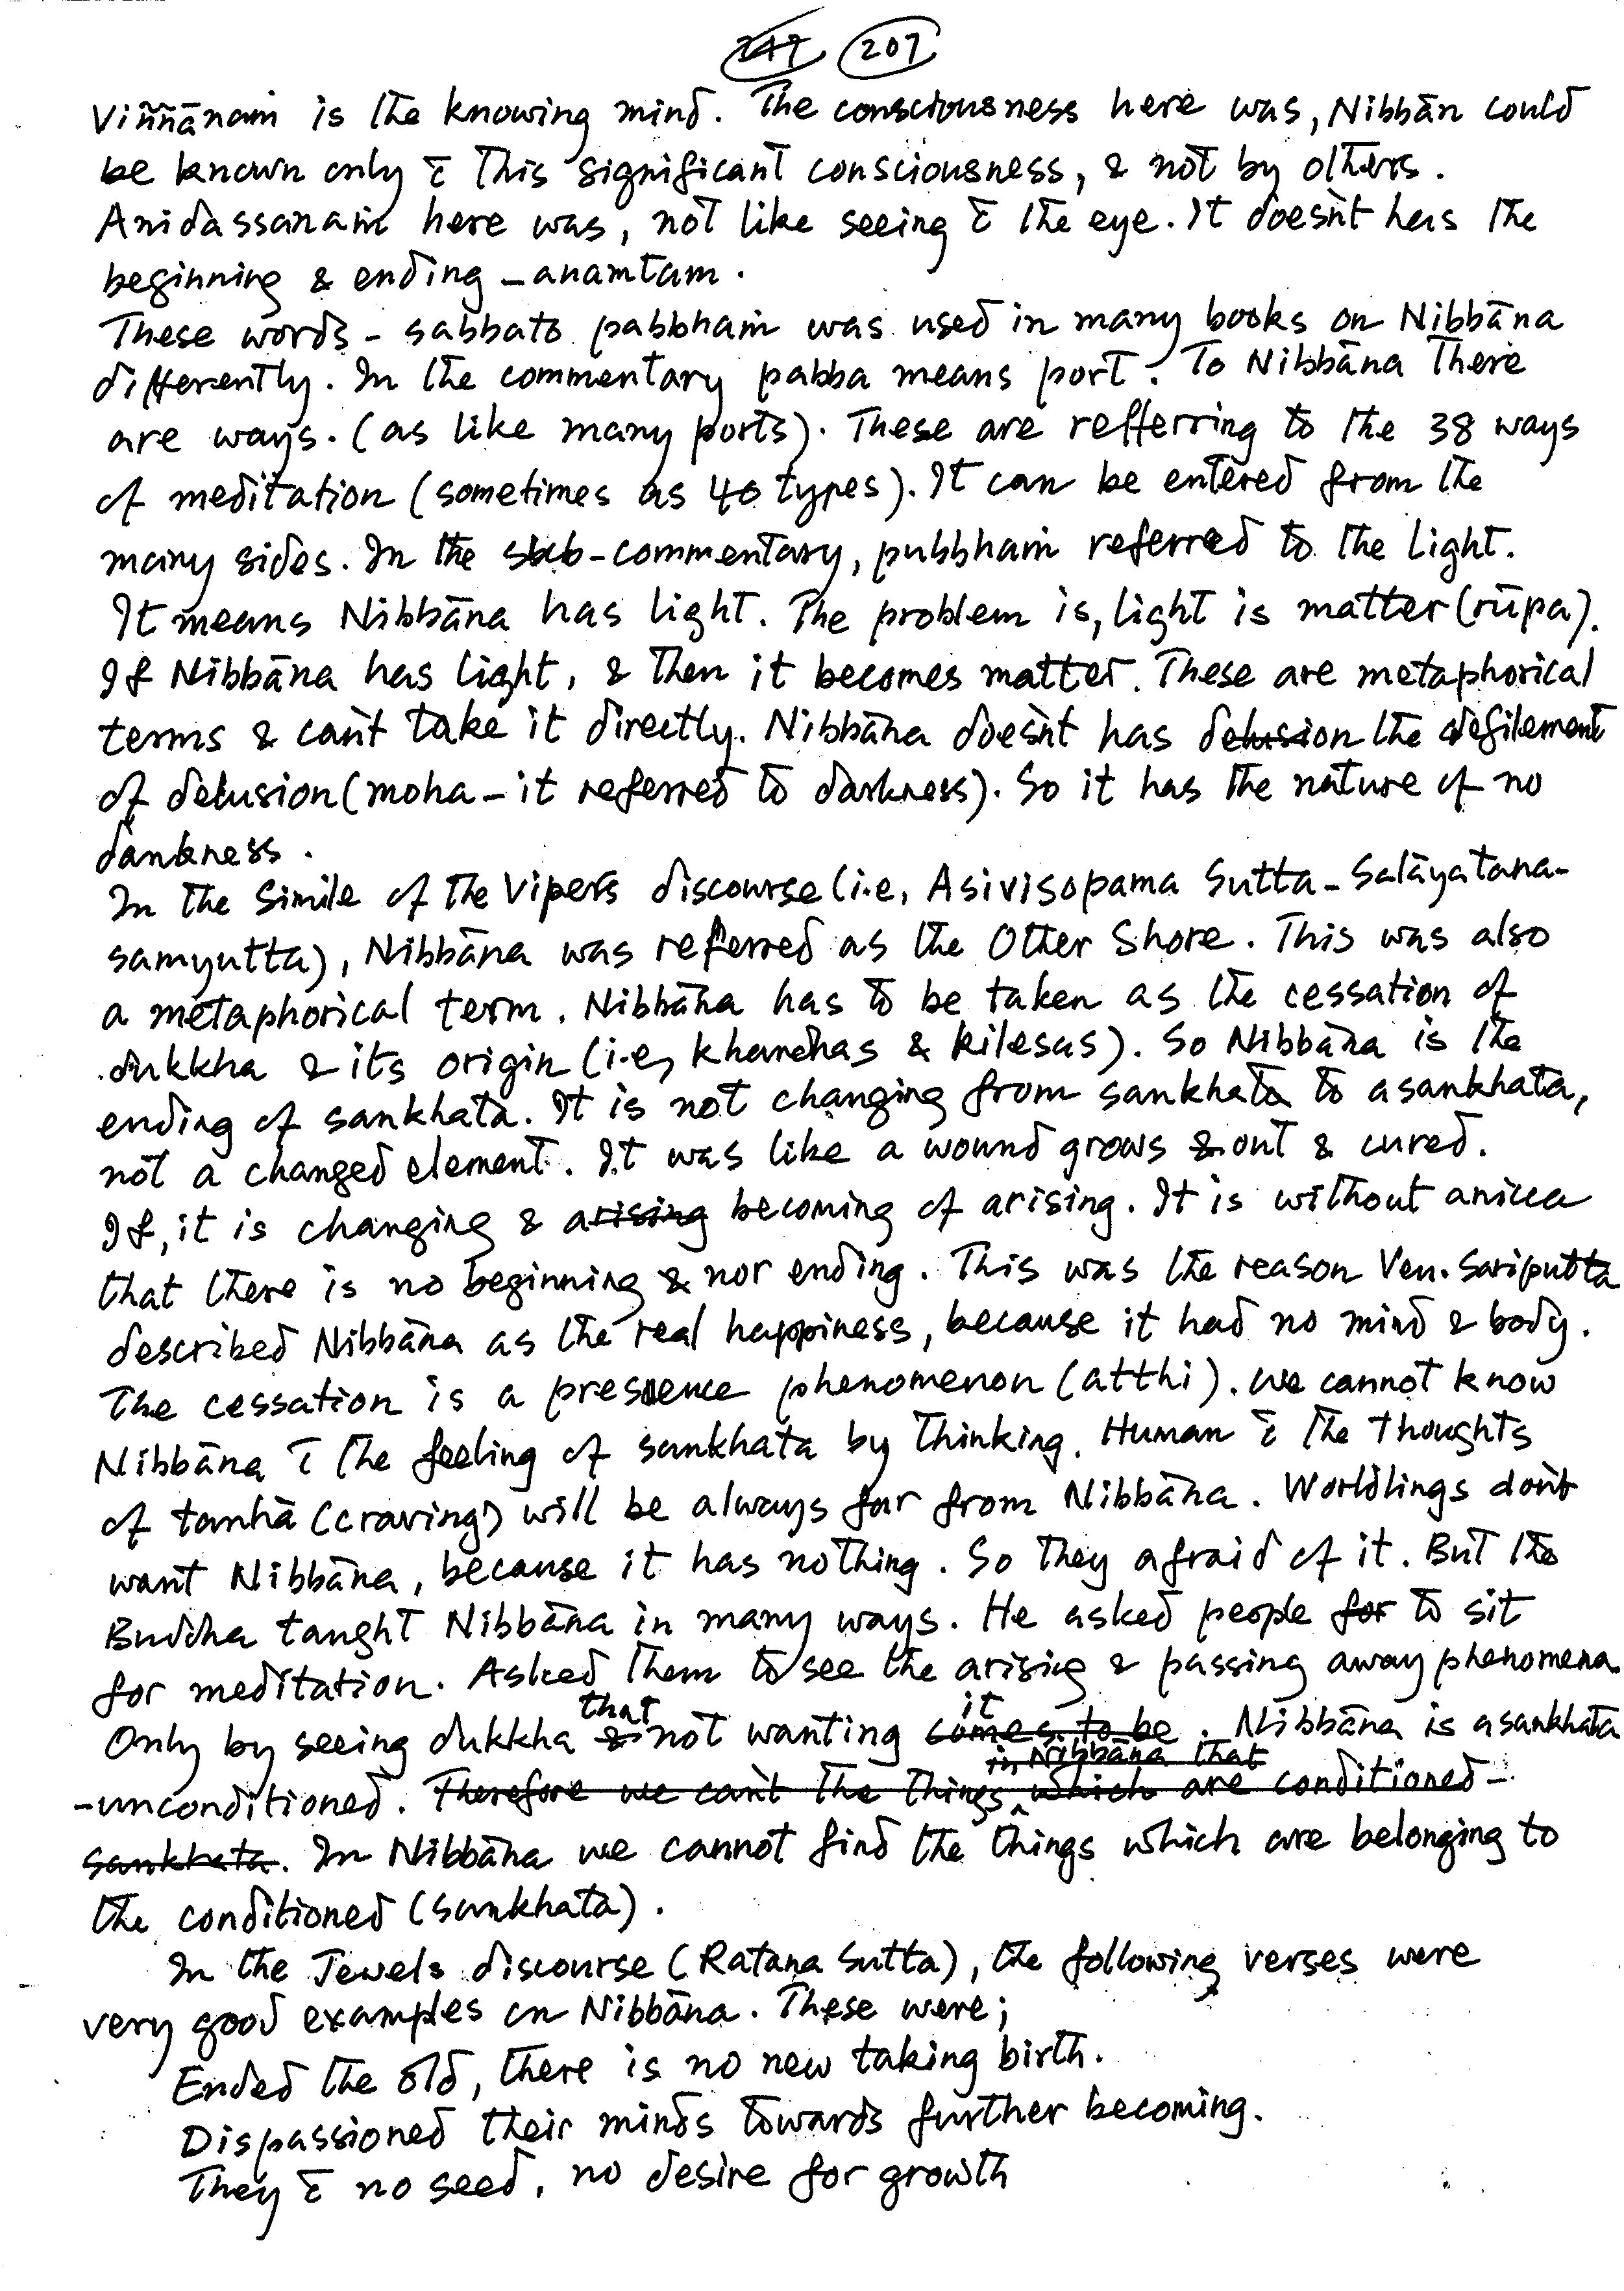 247 207
Viññānaṁ is the knowing mind. The consciousness here was, Nibbān could
be known only c̄ this significant consciousness, & not by others.
Anidassanaṁ here was, not like seeing c̄ the eye. It doesn't has the
beginning & ending – anaṁtam.
These words – sabbato pabbhaṁ was used in many books on Nibbāna
differently. In the commentary pabba means port. To Nibbāna there
are ways. (as like many ports). These are refferring to the 38 ways
of meditation (sometimes as 40 types). It can be entered from the
many sides. In the sub-commentary, pubbhaṁ referred to the light.
It means Nibbāna has light. The problem is, light is matter (rūpa).
If Nibbāna has light, & then it becomes matter. These are metaphorical
terms & can't take it directly. Nibbāna doesn't has delusion the defilement
of delusion (moha – it referred to darkness). So it has the nature of no
darkness.
In the Simile of the Vipers discourse (i.e, Asivisopama Sutta – Salāyatana-
samyutta), Nibbāna was referred as the Other Shore. This was also
a metaphorical term. Nibbāna has to be taken as the cessation of
dukkha & its origin (i.e, khandhas & kilesas). So Nibbāna is the
ending of sankhata. It is not changing from sankhata to asankhata,
not a changed element. It was like a wound grows & out & cured.
If, it is changing & arising becoming of arising. It is without anicca
that there is no beginning & nor ending. This was the reason Ven. Sariputta
described Nibbāna as the real happiness, because it had no mind & body.
The cessation is a presence phenomenon (atthi). We cannot know
Nibbāna c̄ the feeling of sankhata by thinking. Human c̄ the thoughts
of tanhā (craving) will be always far from Nibbāna. Worldlings don't
want Nibbāna, because it has nothing. So they afraid of it. But the
Buddha taught Nibbāna in many ways. He asked people for to sit
for meditation. Asked them to see the arising & passing away phenomena.
Only by seeing dukkha & that not wanting comes to be it. Nibbāna is asankhata
-unconditioned. Therefore we can't the things in Nibbāna that which are conditioned –
sankhata. In Nibbāna we cannot find the things which are belonging to
the conditioned (sankhata).
In the Jewels discourse (Ratana Sutta), the following verses were
very good examples on Nibbāna. These were;
Ended the old, there is no new taking birth.
Dispassioned their minds towards further becoming.
They c̄ no seed, no desire for growth